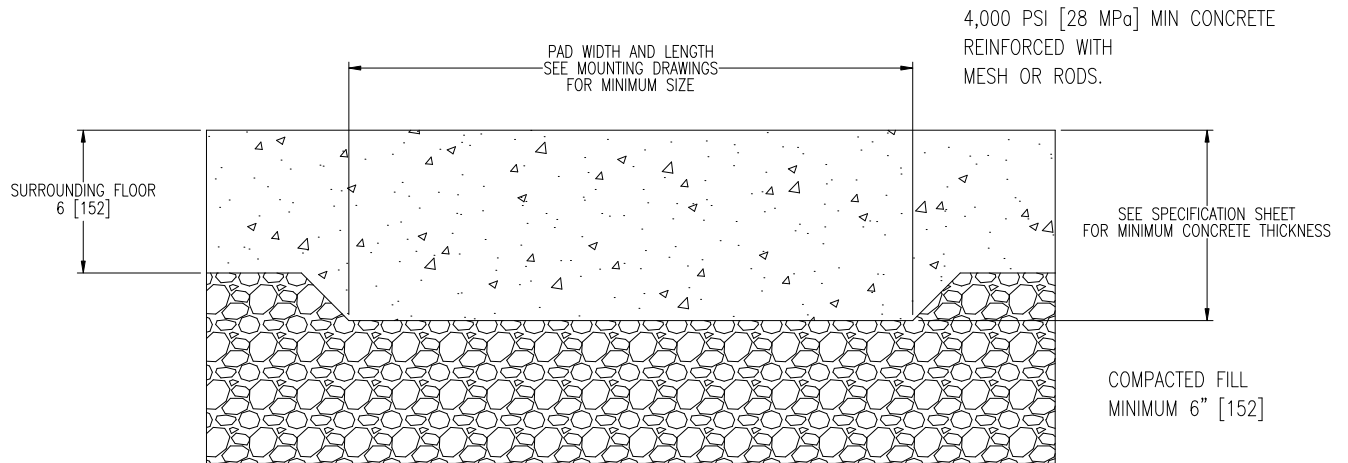 4,000 PSI [28 MPa] MIN CONCRETE
REINFORCED WITH
MESH OR RODS.
PAD WIDTH AND LENGTH
SEE MOUNTING DRAWINGS
FOR MINIMUM SIZE
SURROUNDING FLOOR
6 [152]
SEE SPECIFICATION SHEET
FOR MINIMUM CONCRETE THICKNESS
COMPACTED FILL
MINIMUM 6” [152]